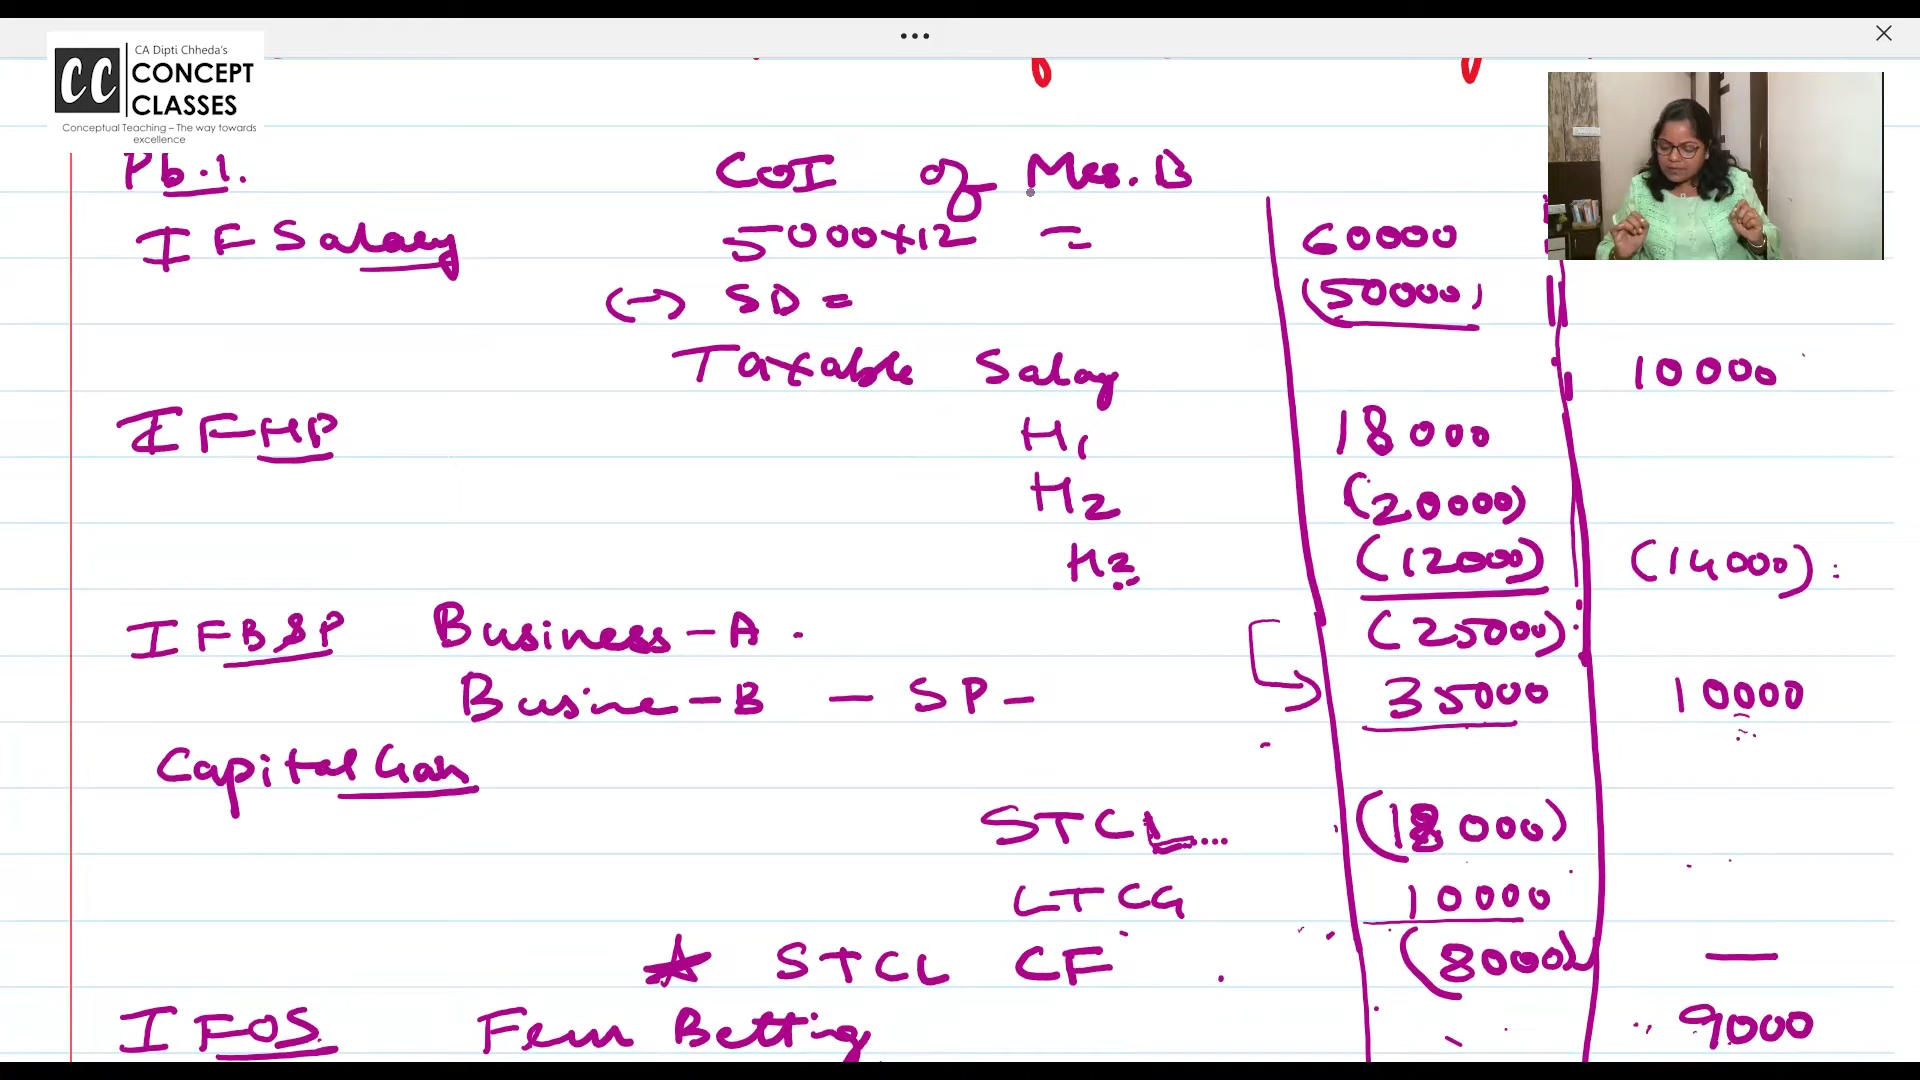 CA Dipti Chheda's
CC CONCEPT
CLASSES
Conceptual Teaching – The way towards
excellence
Pb.1. COI of Mrs. B
IF Salary 5000×12 = 60000
(-) SD = (50000)
Taxable Salary 10000
IFHP H1 18000
H2 (20000)
H3 (12000) (14000)
IFB&P Business-A. (25000)
Busine-B - SP - 35000 10000
Capital Gain
STCL... (18000)
LTCG 10000
STCL CF (8000) —
IFOS. From Betting 9000